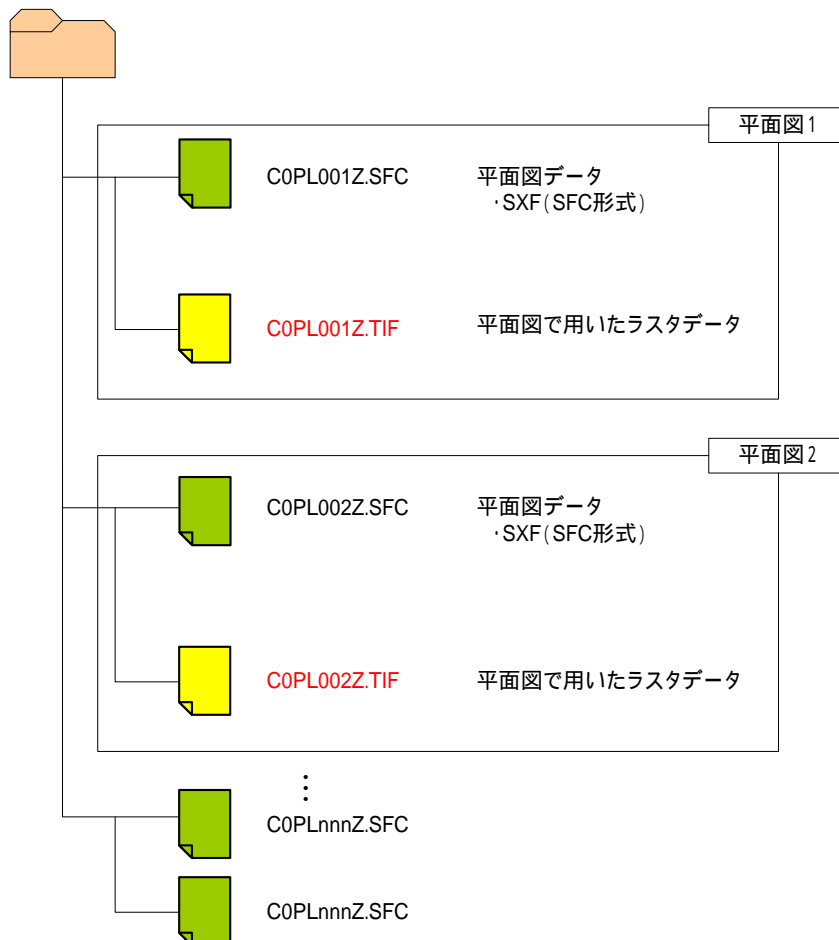 平面図1
C0PL001Z.SFC 平面図データ
・SXF(SFC形式)
C0PL001Z.TIF 平面図で用いたラスタデータ
平面図2
C0PL002Z.SFC 平面図データ
・SXF(SFC形式)
C0PL002Z.TIF 平面図で用いたラスタデータ
⋮
C0PLnnnZ.SFC
C0PLnnnZ.SFC